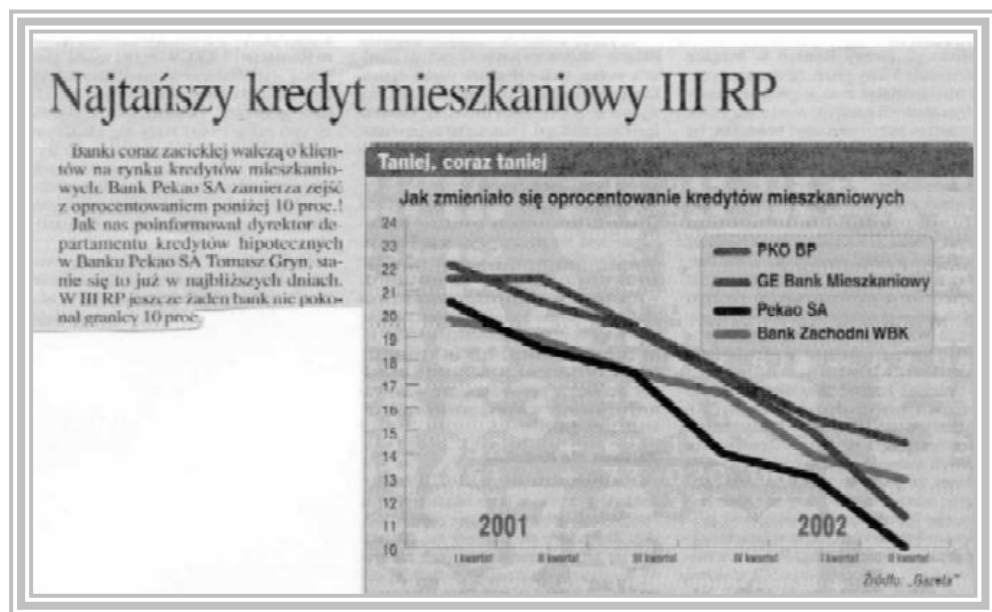 Najtańszy kredyt mieszkaniowy III RP
Banki coraz zacieklej walczą o klien-
tów na rynku kredytów mieszkanio-
wych. Bank Pekao SA zamierza zejść
z oprocentowaniem poniżej 10 proc.!
Jak nas poinformował dyrektor de-
partamentu kredytów hipotecznych
w Banku Pekao SA Tomasz Gryn, sta-
nie się to już w najbliższych dniach.
W III RP jeszcze żaden bank nie poko-
nał granicy 10 proc.
Taniej, coraz taniej
Jak zmieniało się oprocentowanie kredytów mieszkaniowych
24
23
22
21
20
19
18
17
16
15
14
13
12
11
10
PKO BP
GE Bank Mieszkaniowy
Pekao SA
Bank Zachodni WBK
2001
2002
I kwartał
II kwartał
III kwartał
IV kwartał
I kwartał
II kwartał
Źródło: „Gazeta"